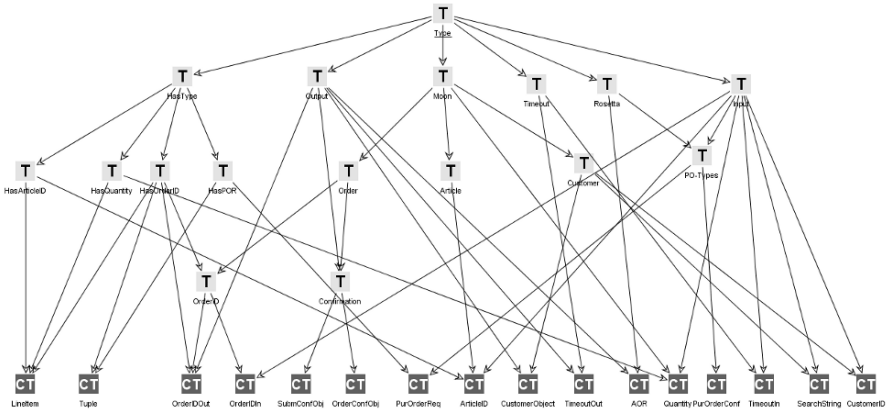 T
Type
T T T T T T
HasType Output Moon Timeout Rosetta Input
T T T T T T T T
HasArticleID HasQuantity HasOrderID HasPOR Order Article Customer PO-Types
T T
OrderID Confirmation
CT CT CT CT CT CT CT CT CT CT CT CT CT CT CT CT
LineItem Tuple OrderIDOut OrderIDIn SubmConfObj OrderConfObj PurOrderReq ArticleID CustomerObject TimeoutOut AOR Quantity PurOrderConf TimeoutIn SearchString CustomerID